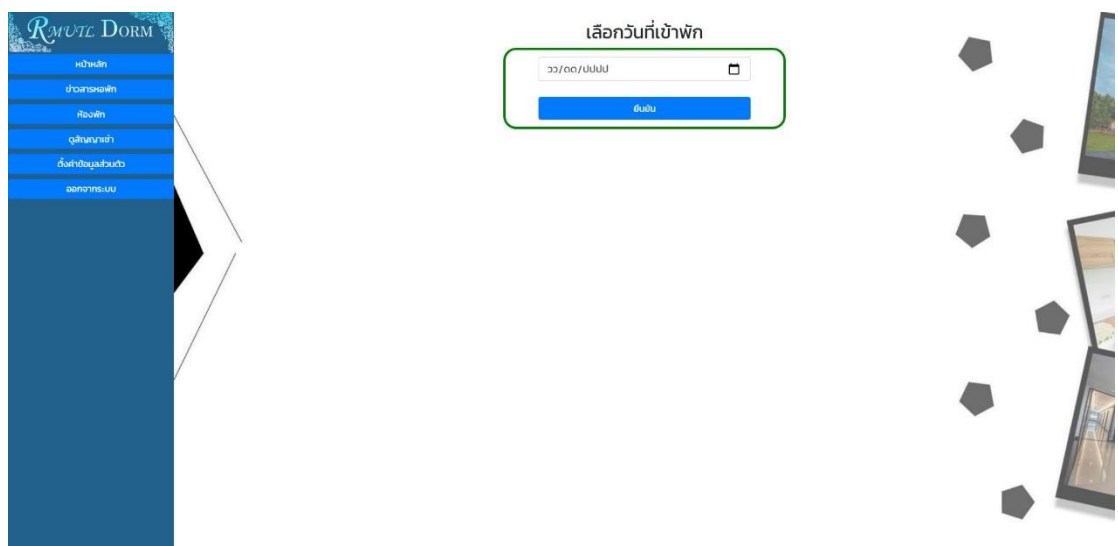 RMUTL DORM
หน้าหลัก
ข่าวสารหอพัก
ห้องพัก
ดูสัญญาเช่า
ตั้งค่าข้อมูลส่วนตัว
ออกจากระบบ
เลือกวันที่เข้าพัก
วว/ดด/ปปปป
ยืนยัน